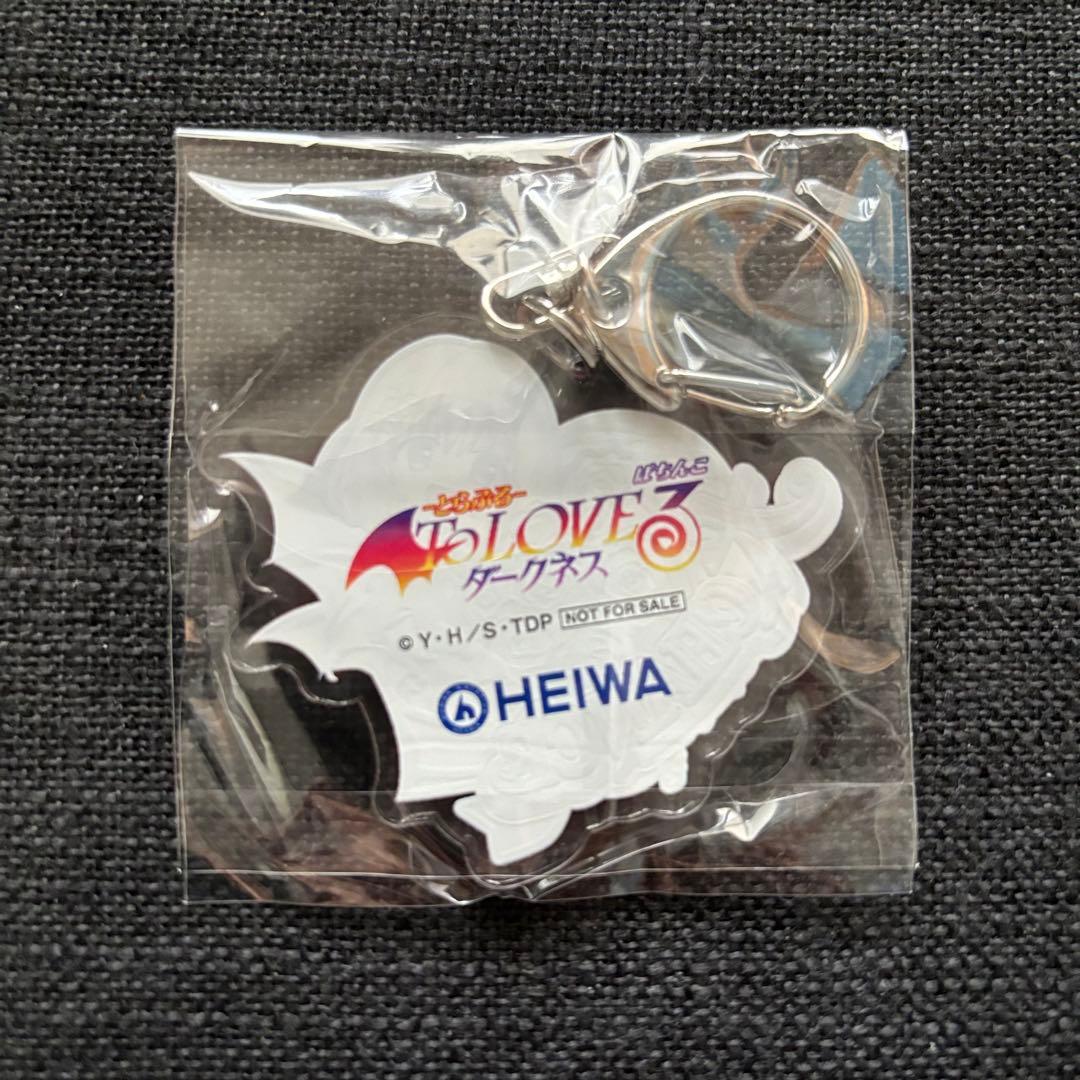 ぱちんこ
-とらぶる-
To LOVEる
ダークネス
©Y・H/S・TDP NOT FOR SALE
HEIWA